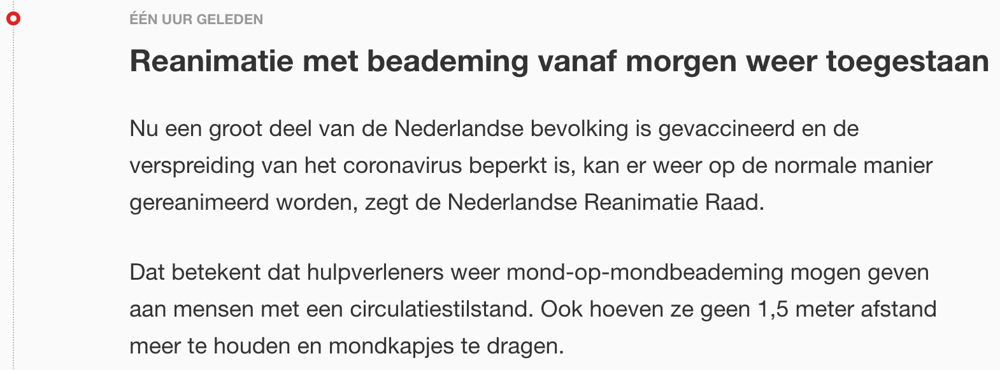 ÉÉN UUR GELEDEN
Reanimatie met beademing vanaf morgen weer toegestaan
Nu een groot deel van de Nederlandse bevolking is gevaccineerd en de
verspreiding van het coronavirus beperkt is, kan er weer op de normale manier
gereanimeerd worden, zegt de Nederlandse Reanimatie Raad.
Dat betekent dat hulpverleners weer mond-op-mondbeademing mogen geven
aan mensen met een circulatiestilstand. Ook hoeven ze geen 1,5 meter afstand
meer te houden en mondkapjes te dragen.